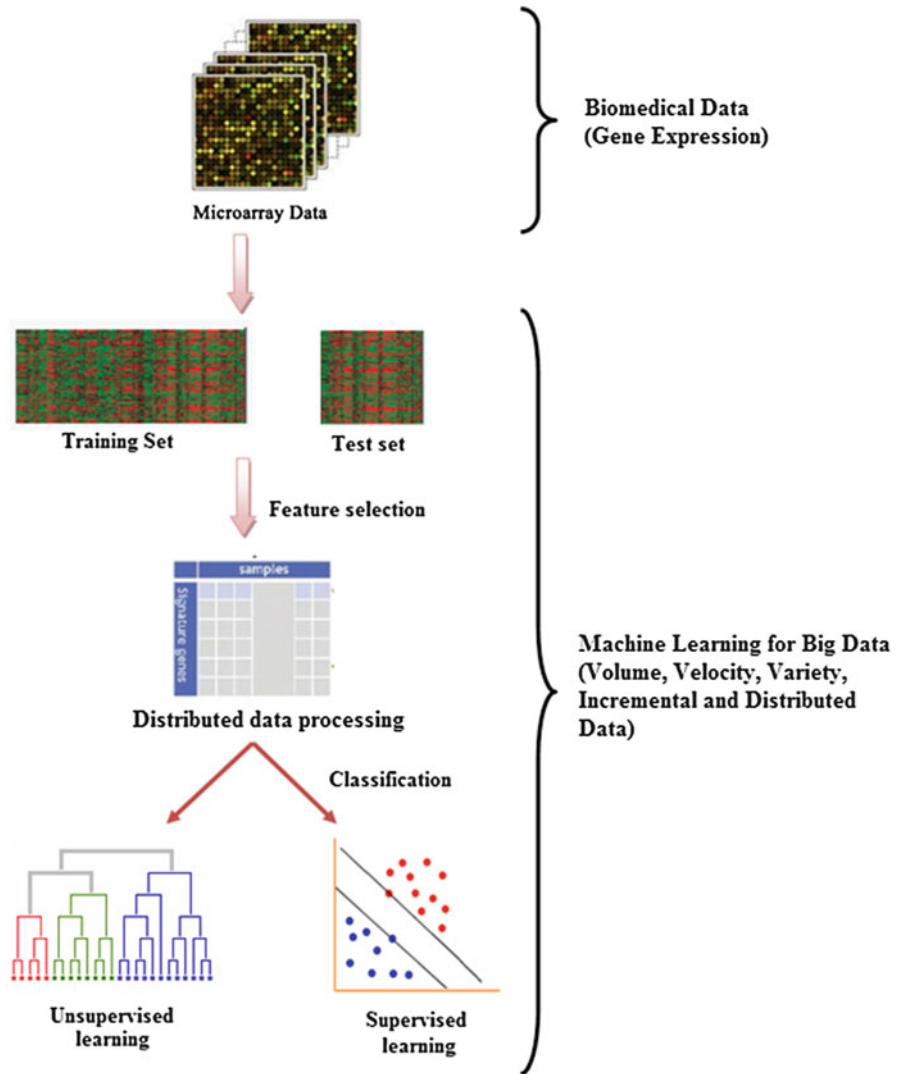 Biomedical Data
(Gene Expression)
Microarray Data
Training Set
Test set
Feature selection
samples
Signature genes
Distributed data processing
Classification
Machine Learning for Big Data
(Volume, Velocity, Variety,
Incremental and Distributed
Data)
Unsupervised
learning
Supervised
learning